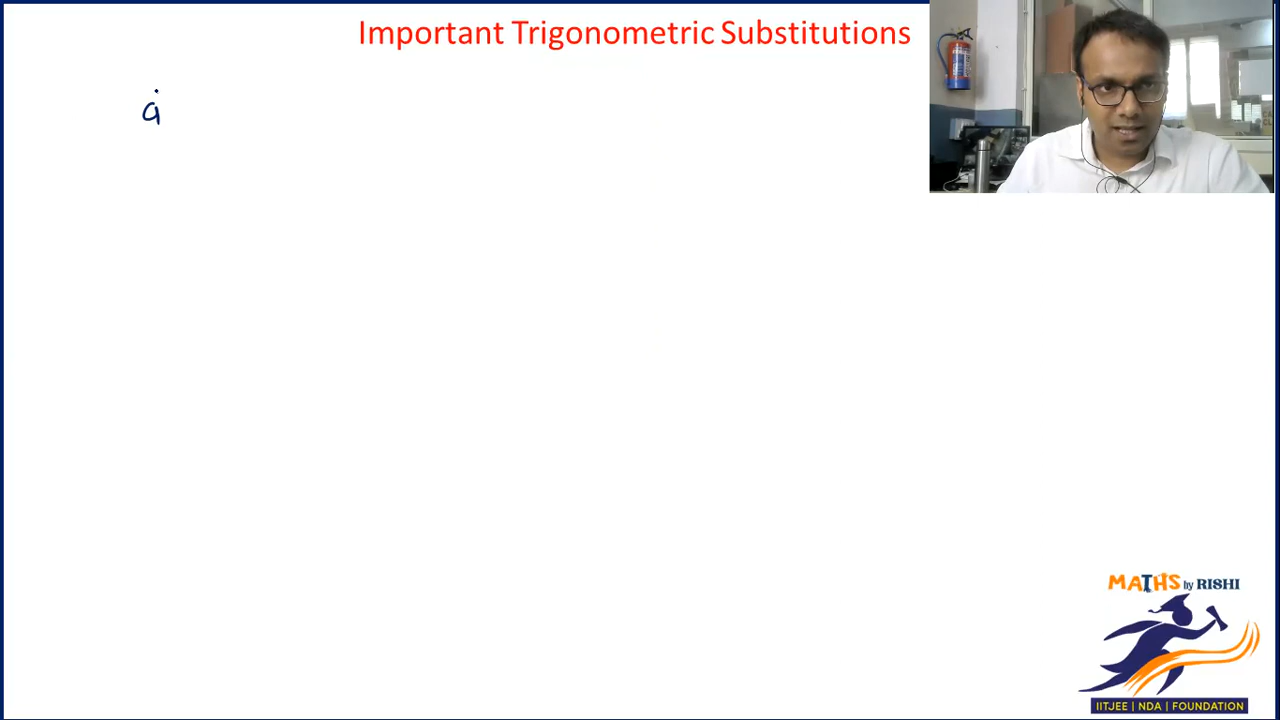 Important Trigonometric Substitutions
a
MATHS by RISHI
IITJEE | NDA | FOUNDATION